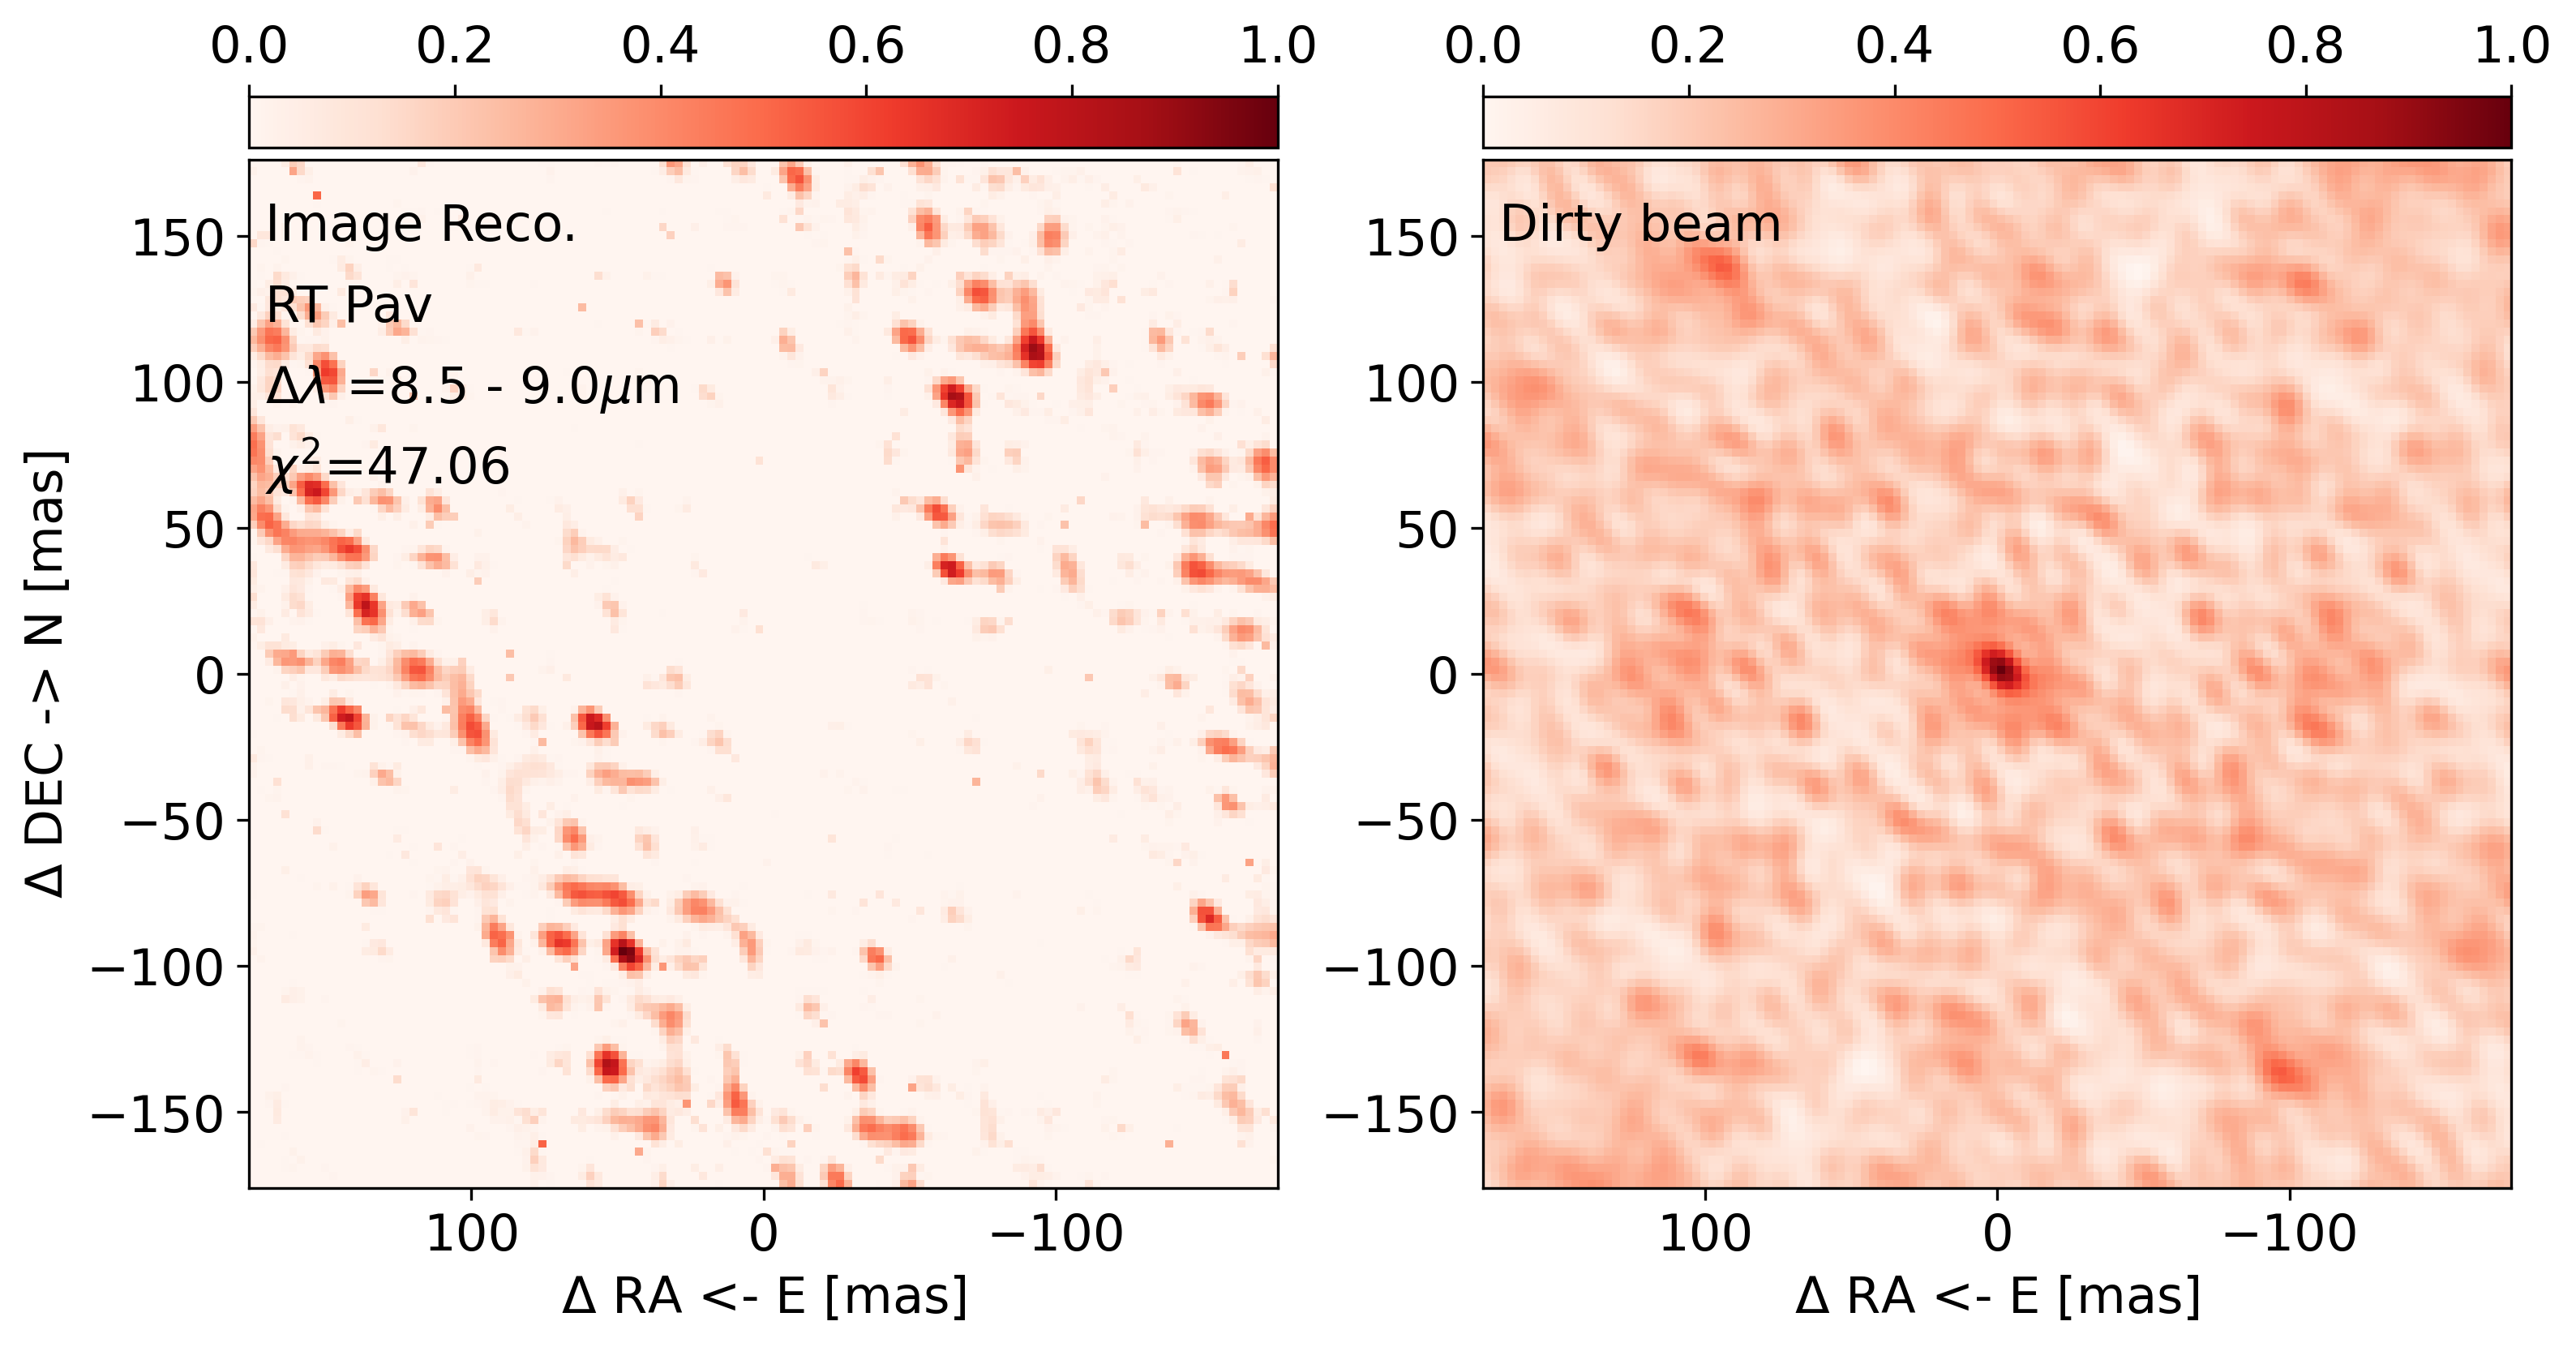 0.0 0.2 0.4 0.6 0.8 1.0
Image Reco.
RT Pav
Δλ =8.5 - 9.0μm
χ²=47.06
150
100
50
0
−50
−100
−150
Δ DEC -> N [mas]
100 0 −100
Δ RA <- E [mas]
0.0 0.2 0.4 0.6 0.8 1.0
Dirty beam
150
100
50
0
−50
−100
−150
100 0 −100
Δ RA <- E [mas]